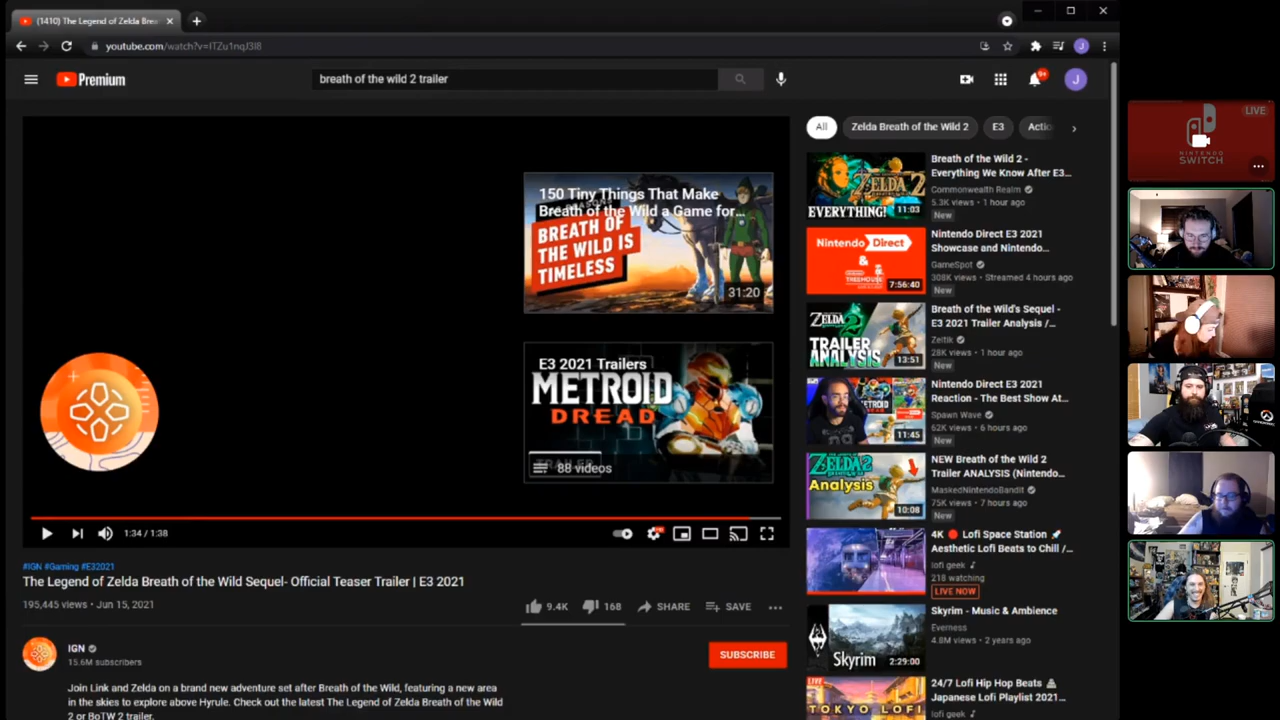 (1410) The Legend of Zelda Brea
youtube.com/watch?v=ITZu1nqJ3I8
Premium
breath of the wild 2 trailer
9+
J
150 Tiny Things That Make
Breath of the Wild a Game for...
BREATH OF
THE WILD IS
TIMELESS
31:20
E3 2021 Trailers
METROID
DREAD
TRAILER
88 videos
1:34 / 1:38
#IGN #Gaming #E32021
The Legend of Zelda Breath of the Wild Sequel- Official Teaser Trailer | E3 2021
195,445 views • Jun 15, 2021
9.4K
168
SHARE
SAVE
IGN
15.6M subscribers
SUBSCRIBE
Join Link and Zelda on a brand new adventure set after Breath of the Wild, featuring a new area
in the skies to explore above Hyrule. Check out the latest The Legend of Zelda Breath of the Wild
2 or BoTW 2 trailer.
All
Zelda Breath of the Wild 2
E3
Actio
ZELDA 2
EVERYTHING!
11:03
Breath of the Wild 2 -
Everything We Know After E3...
Commonwealth Realm
5.3K views • 1 hour ago
New
Nintendo Direct
&
7:56:40
Nintendo Direct E3 2021
Showcase and Nintendo...
GameSpot
308K views • Streamed 4 hours ago
New
ZELDA
2
TRAILER
ANALYSIS
13:51
Breath of the Wild's Sequel -
E3 2021 Trailer Analysis /...
Zeltik
28K views • 1 hour ago
New
11:45
Nintendo Direct E3 2021
Reaction - The Best Show At...
Spawn Wave
62K views • 6 hours ago
New
ZELDA 2
Analysis
10:08
NEW Breath of the Wild 2
Trailer ANALYSIS (Nintendo...
MaskedNintendoBandit
75K views • 7 hours ago
New
4K 🔴 Lofi Space Station 🚀
Aesthetic Lofi Beats to Chill /...
lofi geek
218 watching
LIVE NOW
Skyrim
2:29:00
Skyrim - Music & Ambience
Everness
4.8M views • 2 years ago
LIVE
TOKYO LOFI
24/7 Lofi Hip Hop Beats
Japanese Lofi Playlist 2021...
lofi geek
LIVE
NINTENDO
SWITCH